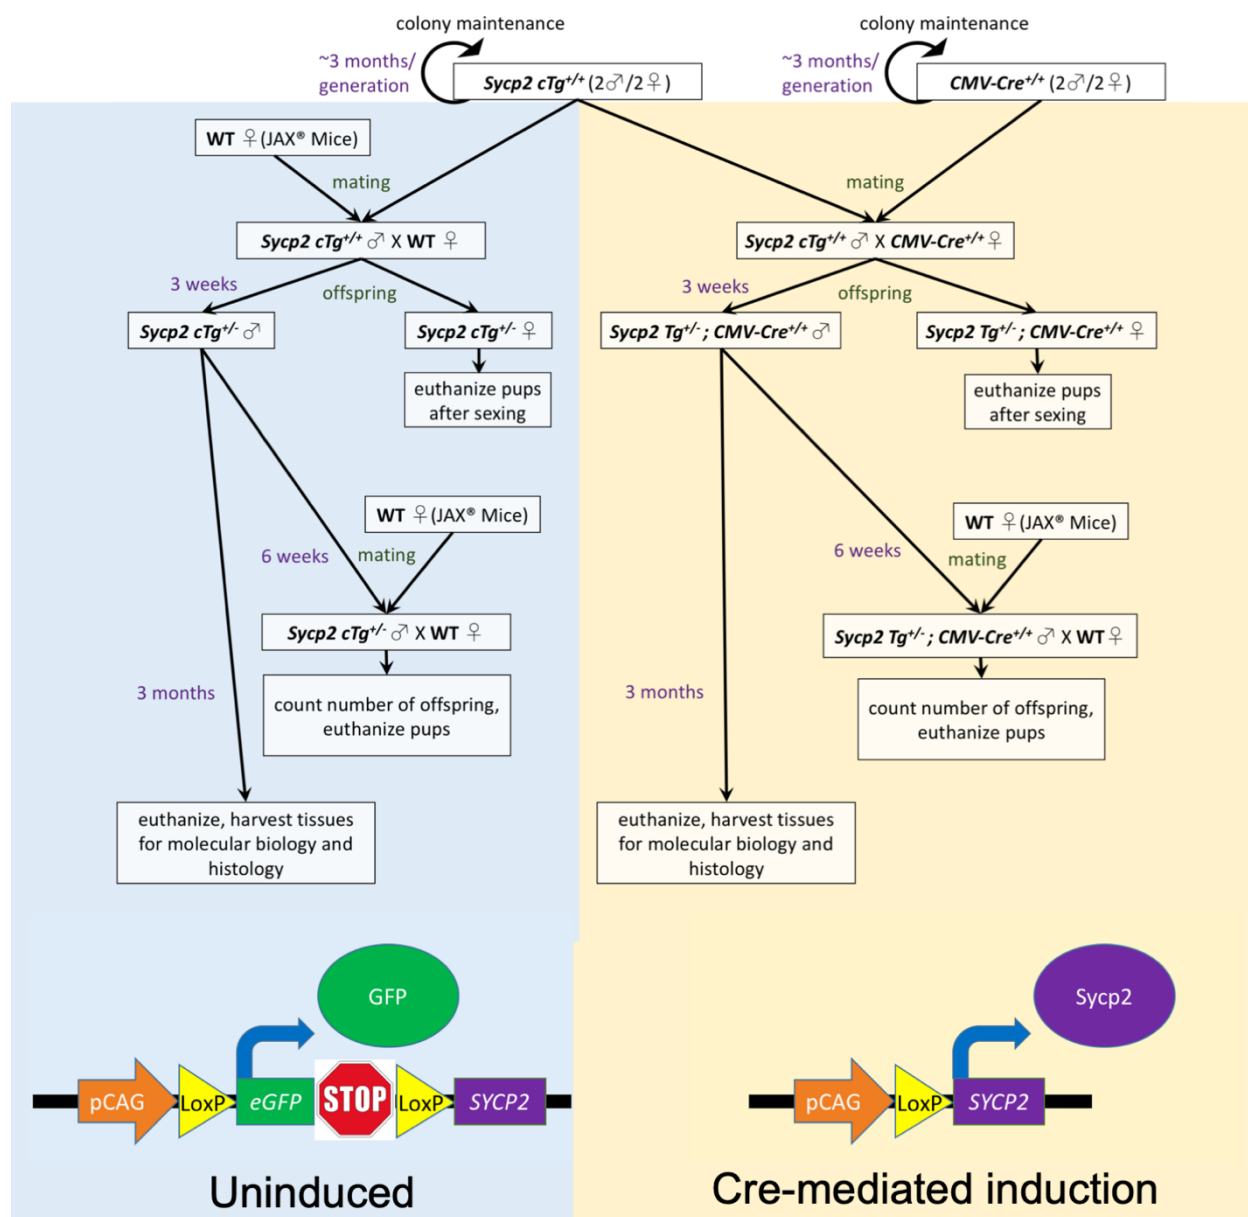 colony maintenance
~3 months/
generation
Sycp2 cTg+/+ (2♂/2♀)
colony maintenance
~3 months/
generation
CMV-Cre+/+ (2♂/2♀)
WT ♀(JAX® Mice)
mating
mating
Sycp2 cTg+/+ ♂ X WT ♀
Sycp2 cTg+/+ ♂ X CMV-Cre+/+ ♀
3 weeks
offspring
3 weeks
offspring
Sycp2 cTg+/- ♂
Sycp2 cTg+/- ♀
Sycp2 Tg+/- ; CMV-Cre+/+ ♂
Sycp2 Tg+/- ; CMV-Cre+/+ ♀
euthanize pups
after sexing
euthanize pups
after sexing
WT ♀(JAX® Mice)
WT ♀(JAX® Mice)
6 weeks
mating
6 weeks
mating
Sycp2 cTg+/- ♂ X WT ♀
Sycp2 Tg+/- ; CMV-Cre+/+ ♂ X WT ♀
3 months
count number of offspring,
euthanize pups
3 months
count number of offspring,
euthanize pups
euthanize, harvest tissues
for molecular biology and
histology
euthanize, harvest tissues
for molecular biology and
histology
GFP
Sycp2
pCAG
LoxP
eGFP
STOP
LoxP
SYCP2
pCAG
LoxP
SYCP2
Uninduced
Cre-mediated induction